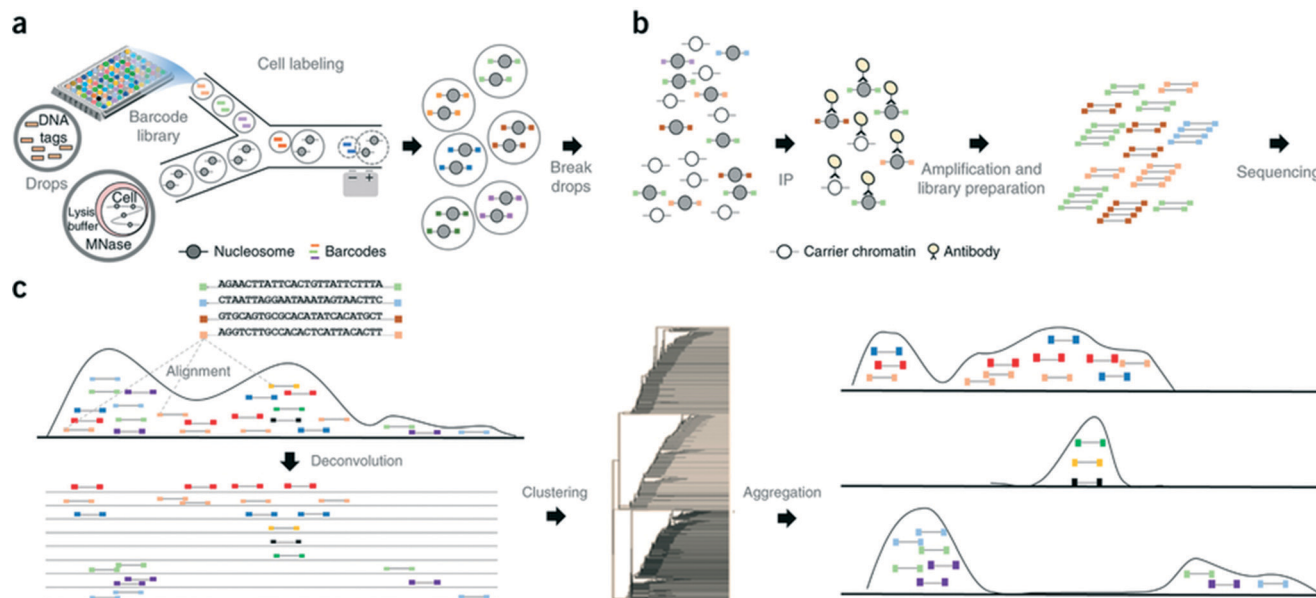 a
Cell labeling
Barcode
library
DNA
tags
Drops
Cell
Lysis
buffer
MNase
− +
Nucleosome
Barcodes
Break
drops
b
IP
Amplification and
library preparation
Sequencing
Carrier chromatin
Antibody
c
AGAACTTATTCACTGTTATTCTTTA
CTAATTAGGAATAAATAGTAACTTC
GTGCAGTGCGCACATATCACATGCT
AGGTCTTGCCACACTCATTACACTT
Alignment
Deconvolution
Clustering
Aggregation